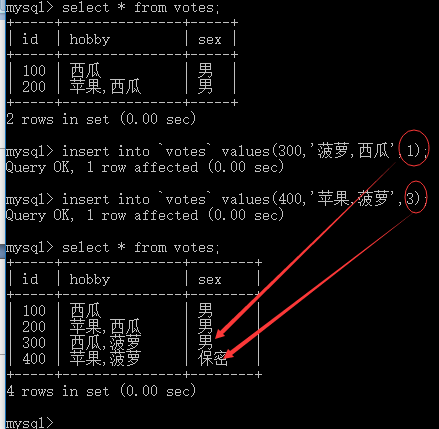 mysql> select * from votes;
+-----+-----------+-----+
| id  | hobby     | sex |
+-----+-----------+-----+
| 100 | 西瓜      | 男  |
| 200 | 苹果,西瓜 | 男  |
+-----+-----------+-----+
2 rows in set (0.00 sec)
mysql> insert into `votes` values(300,'菠萝,西瓜',1);
Query OK, 1 row affected (0.00 sec)
mysql> insert into `votes` values(400,'苹果,菠萝',3);
Query OK, 1 row affected (0.00 sec)
mysql> select * from votes;
+-----+-----------+------+
| id  | hobby     | sex  |
+-----+-----------+------+
| 100 | 西瓜      | 男   |
| 200 | 苹果,西瓜 | 男   |
| 300 | 西瓜,菠萝 | 男   |
| 400 | 苹果,菠萝 | 保密 |
+-----+-----------+------+
4 rows in set (0.00 sec)
mysql>